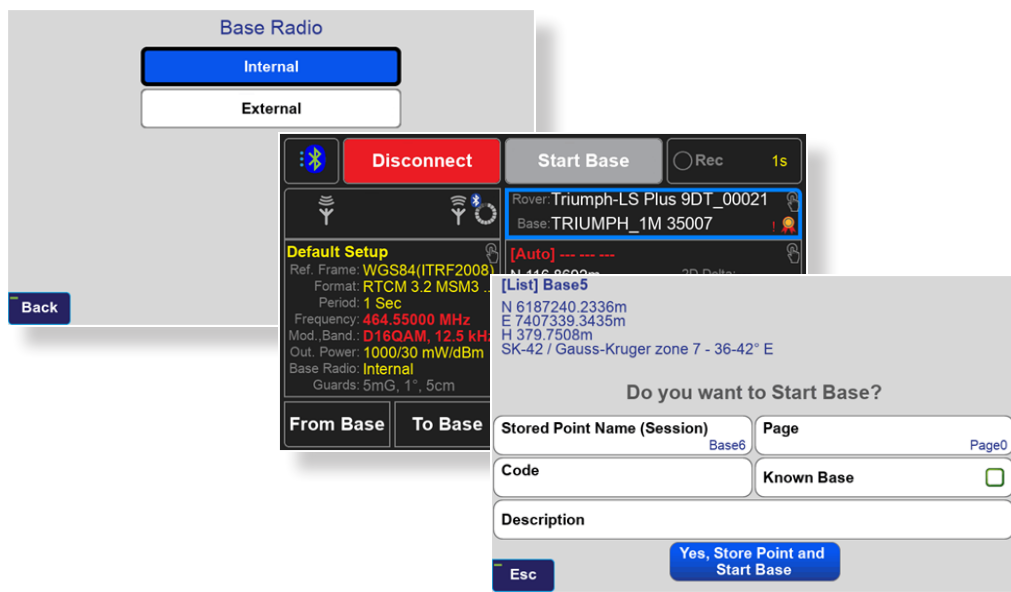 Base Radio
Internal
External
Back
Disconnect
Start Base
Rec
1s
Rover: Triumph-LS Plus 9DT_00021
Base: TRIUMPH_1M 35007
!
Default Setup
Ref. Frame: WGS84(ITRF2008)
Format: RTCM 3.2 MSM3 ..
Period: 1 Sec
Frequency: 464.55000 MHz
Mod.,Band.: D16QAM, 12.5 kH
Out. Power: 1000/30 mW/dBm
Base Radio: Internal
Guards: 5mG, 1°, 5cm
From Base
To Base
[Auto] --- --- ---
[List] Base5
N 6187240.2336m
E 7407339.3435m
H 379.7508m
SK-42 / Gauss-Kruger zone 7 - 36-42° E
Do you want to Start Base?
Stored Point Name (Session)
Base6
Page
Page0
Code
Known Base
Description
Yes, Store Point and
Start Base
Esc